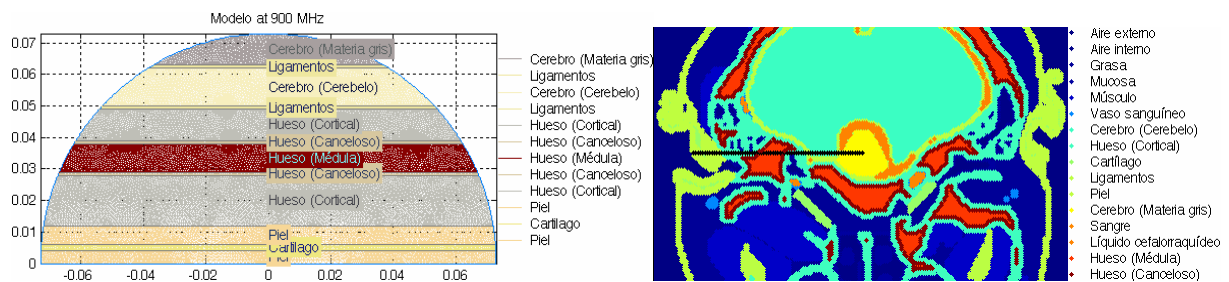 Modelo at 900 MHz
0.07
0.06
0.05
0.04
0.03
0.02
0.01
0
-0.06
-0.04
-0.02
0
0.02
0.04
0.06
Cerebro (Materia gris)
Ligamentos
Cerebro (Cerebelo)
Ligamentos
Hueso (Cortical)
Hueso (Canceloso)
Hueso (Médula)
Hueso (Canceloso)
Hueso (Cortical)
Piel
Cartilago
Piel
Cerebro (Materia gris)
Ligamentos
Cerebro (Cerebelo)
Ligamentos
Hueso (Cortical)
Hueso (Canceloso)
Hueso (Médula)
Hueso (Canceloso)
Hueso (Cortical)
Piel
Cartilago
Piel
Aire externo
Aire interno
Grasa
Mucosa
Músculo
Vaso sanguíneo
Cerebro (Cerebelo)
Hueso (Cortical)
Cartílago
Ligamentos
Piel
Cerebro (Materia gris)
Sangre
Líquido cefalorraquídeo
Hueso (Médula)
Hueso (Canceloso)